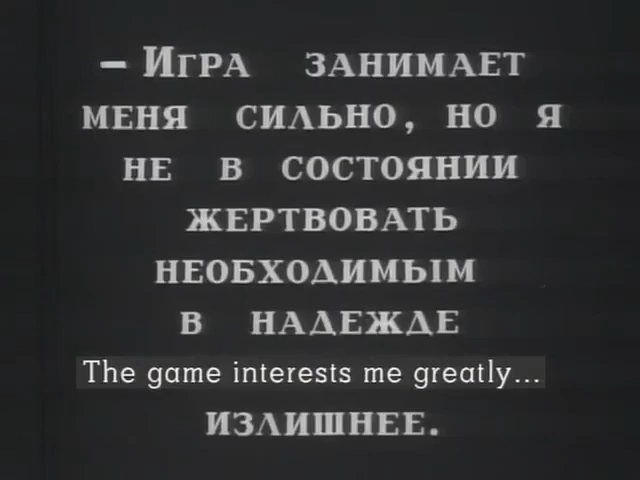 – Игра занимает
меня сильно, но я
не в состоянии
жертвовать
необходимым
в надежде
The game interests me greatly...
излишнее.